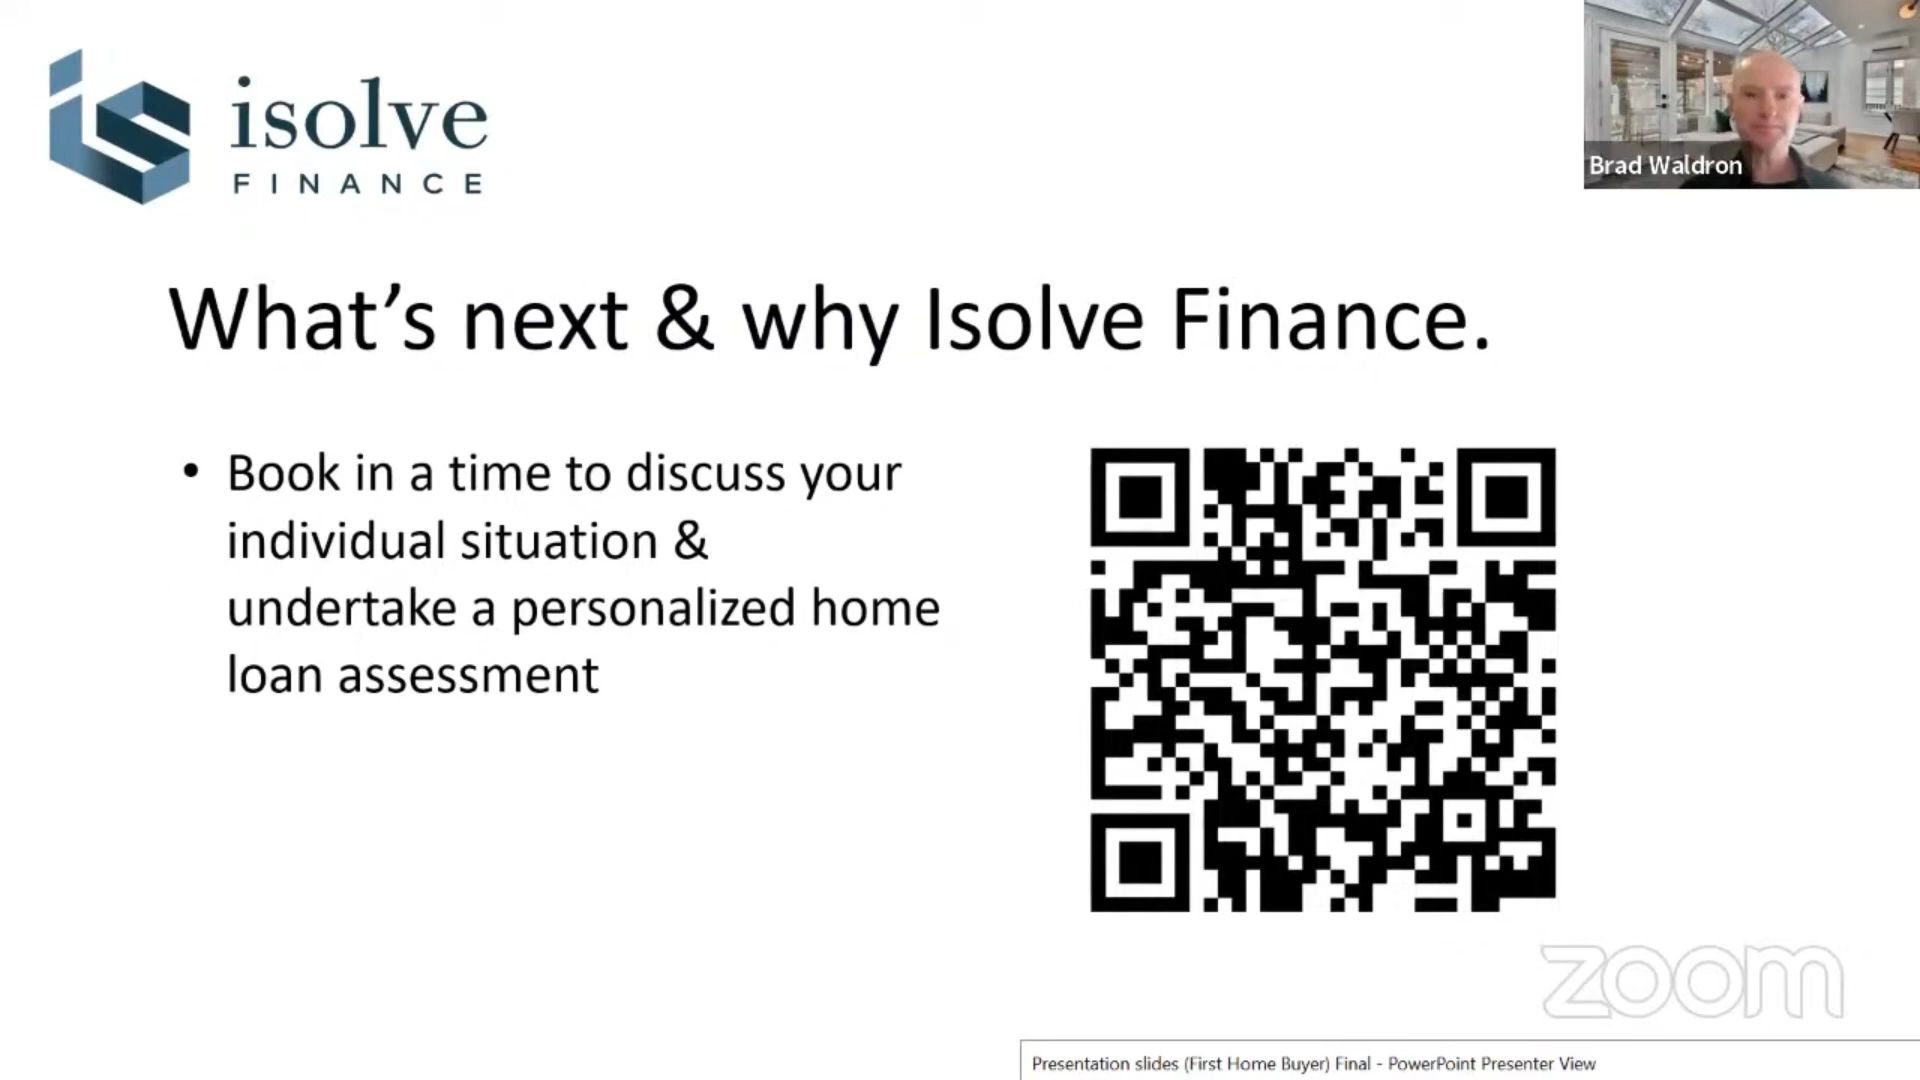 isolve
FINANCE
Brad Waldron
What’s next & why Isolve Finance.
• Book in a time to discuss your
individual situation &
undertake a personalized home
loan assessment
zoom
Presentation slides (First Home Buyer) Final - PowerPoint Presenter View